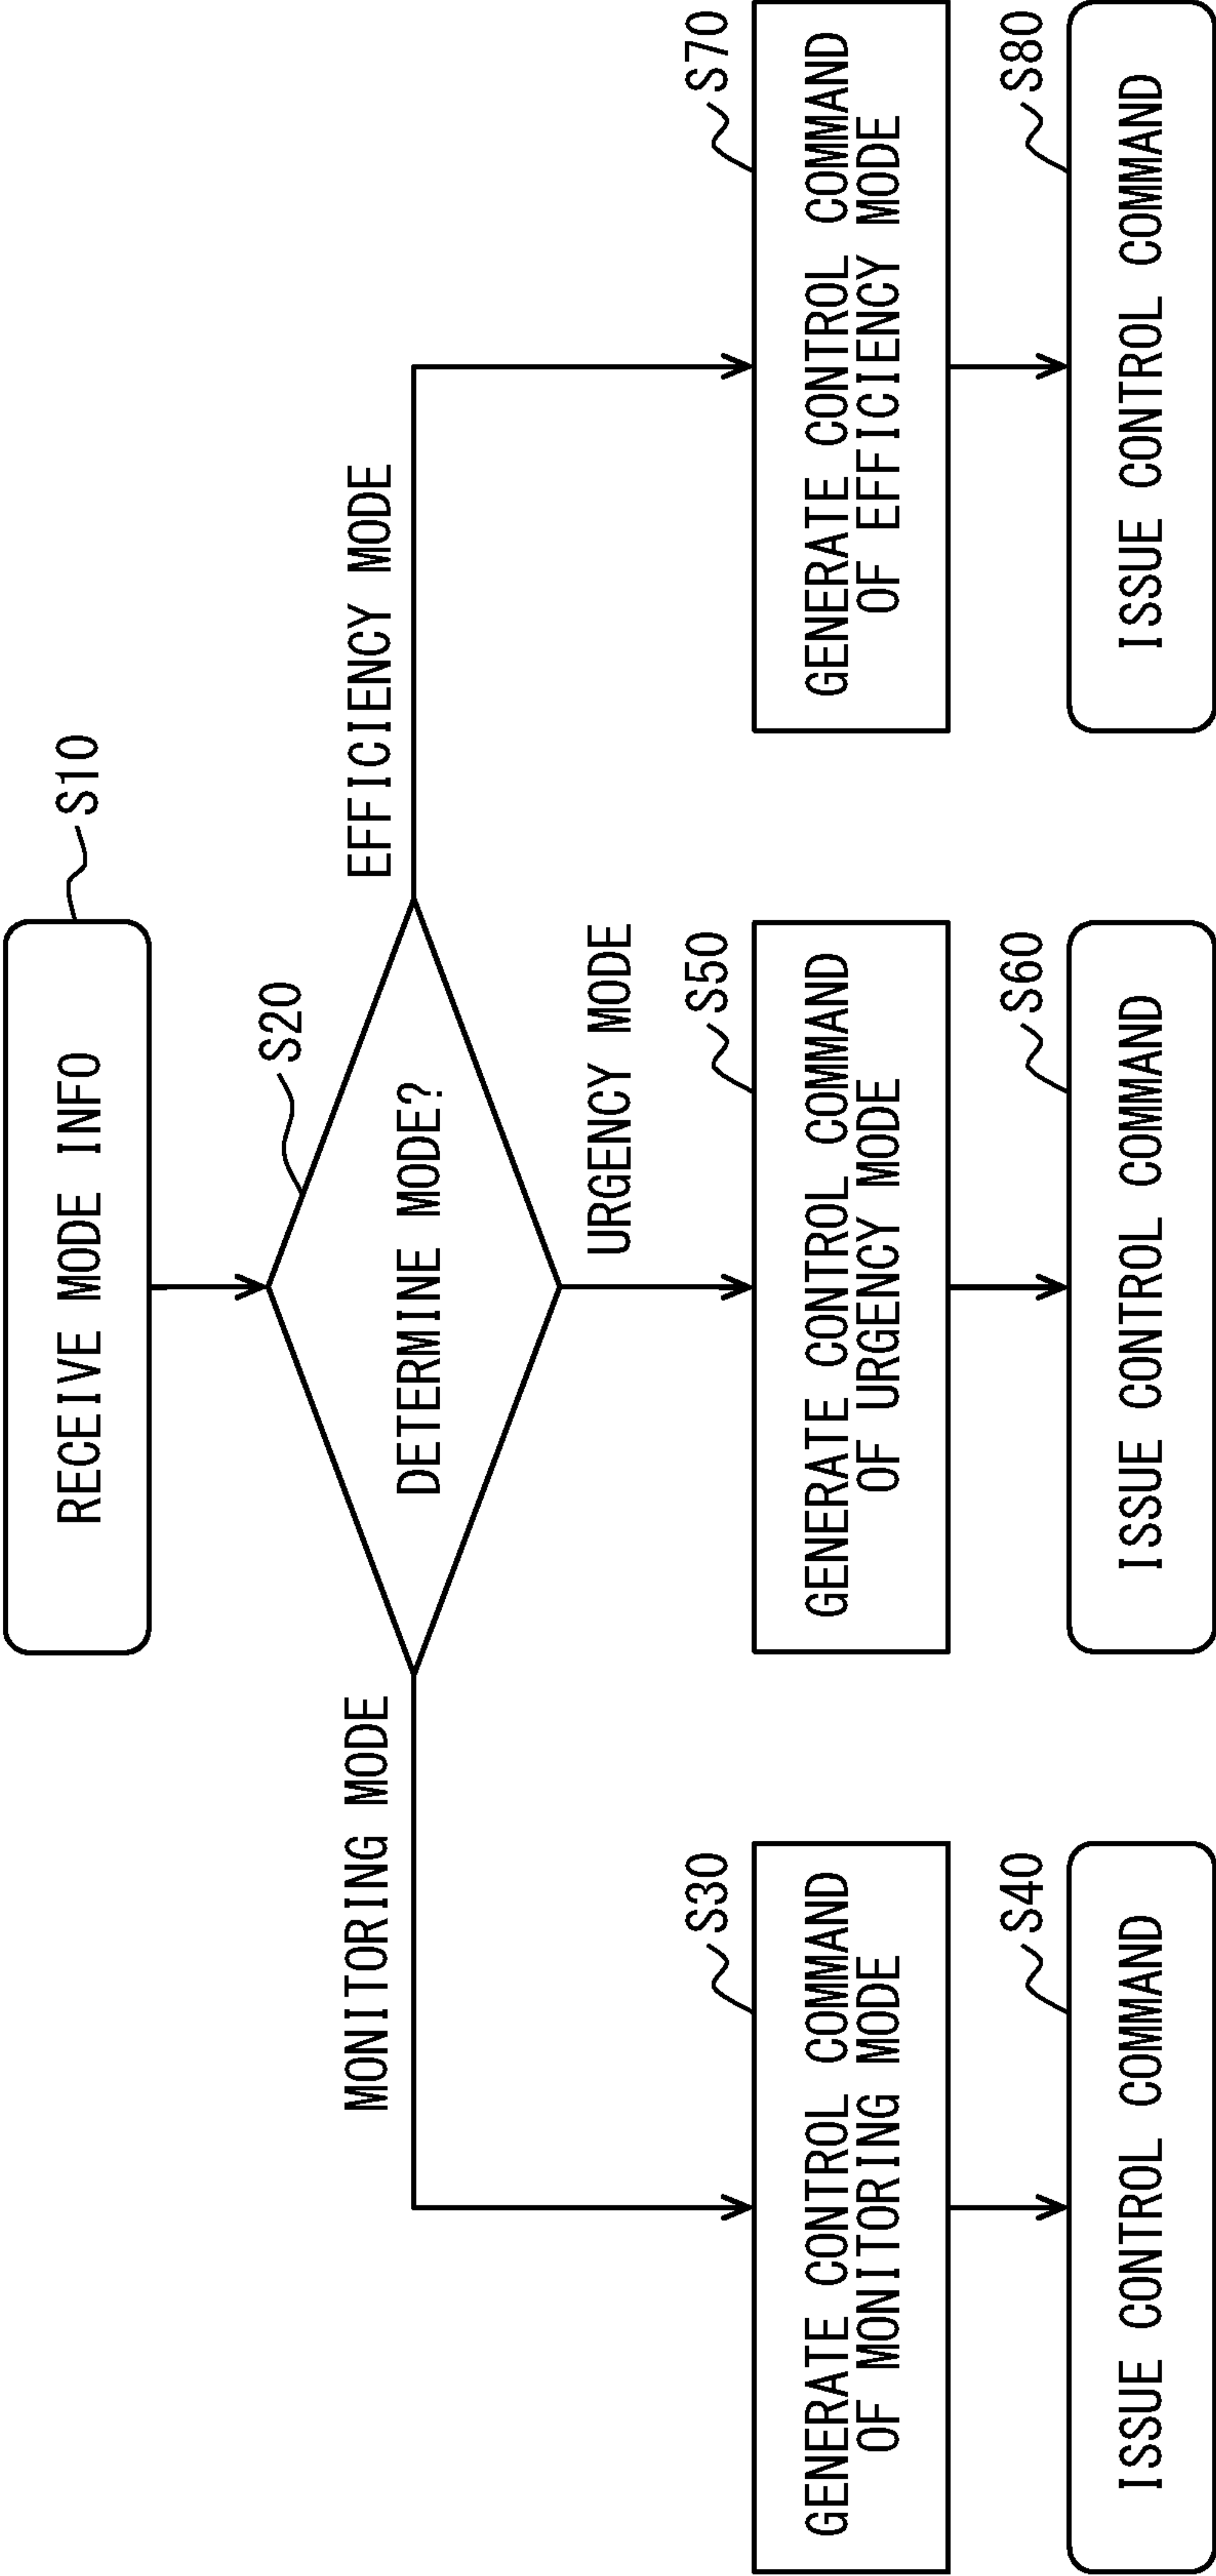 RECEIVE MODE INFO
S10
S20
DETERMINE MODE?
MONITORING MODE
URGENCY MODE
EFFICIENCY MODE
S30
GENERATE CONTROL COMMAND
OF MONITORING MODE
S40
ISSUE CONTROL COMMAND
S50
GENERATE CONTROL COMMAND
OF URGENCY MODE
S60
ISSUE CONTROL COMMAND
S70
GENERATE CONTROL COMMAND
OF EFFICIENCY MODE
S80
ISSUE CONTROL COMMAND